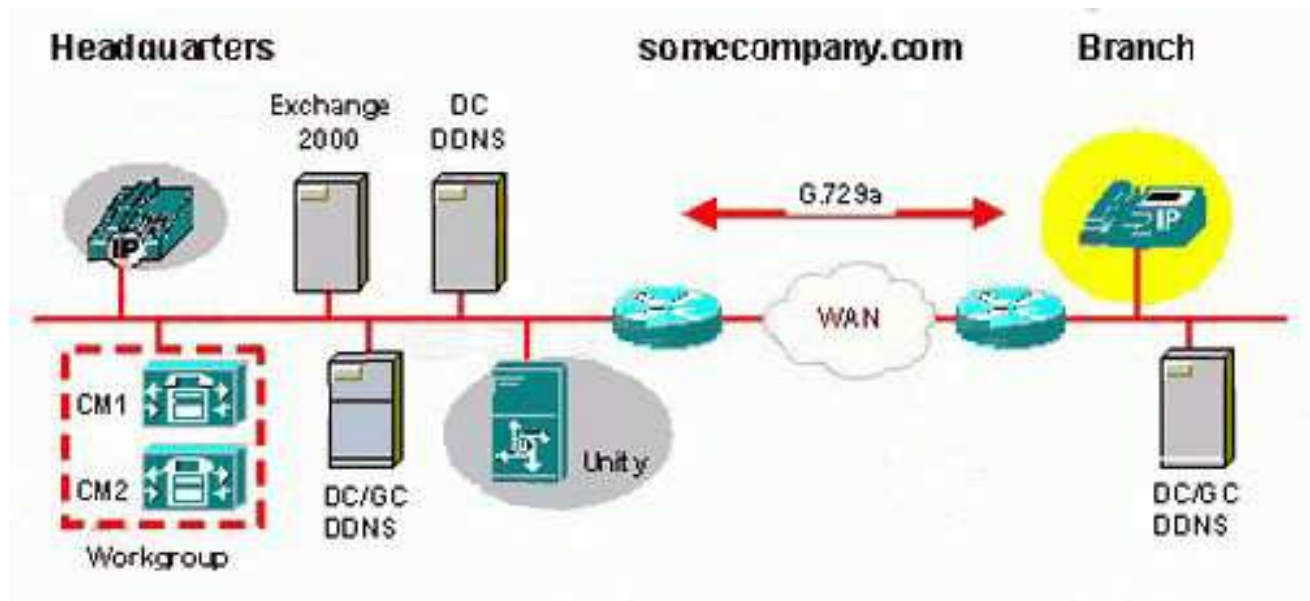 Headquarters
somecompany.com
Branch
Exchange
2000
DC
DDNS
G.729a
IP
IP
WAN
CM1
CM2
Unity
DC/GC
DDNS
DC/GC
DDNS
Workgroup